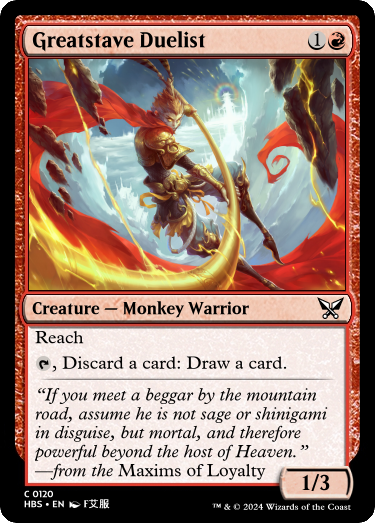 Greatstave Duelist 1
Creature — Monkey Warrior
Reach
, Discard a card: Draw a card.
“If you meet a beggar by the mountain
road, assume he is not sage or shinigami
in disguise, but mortal, and therefore
powerful beyond the host of Heaven.”
—from the Maxims of Loyalty
1/3
C 0120
HBS • EN F艾服
™ & © 2024 Wizards of the Coast